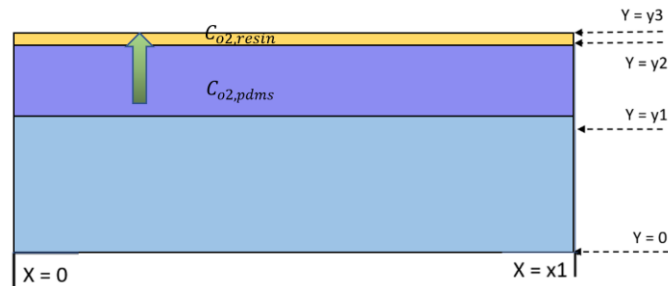 Y = y3
C_{o2,resin}
Y = y2
C_{o2,pdms}
Y = y1
Y = 0
X = 0
X = x1